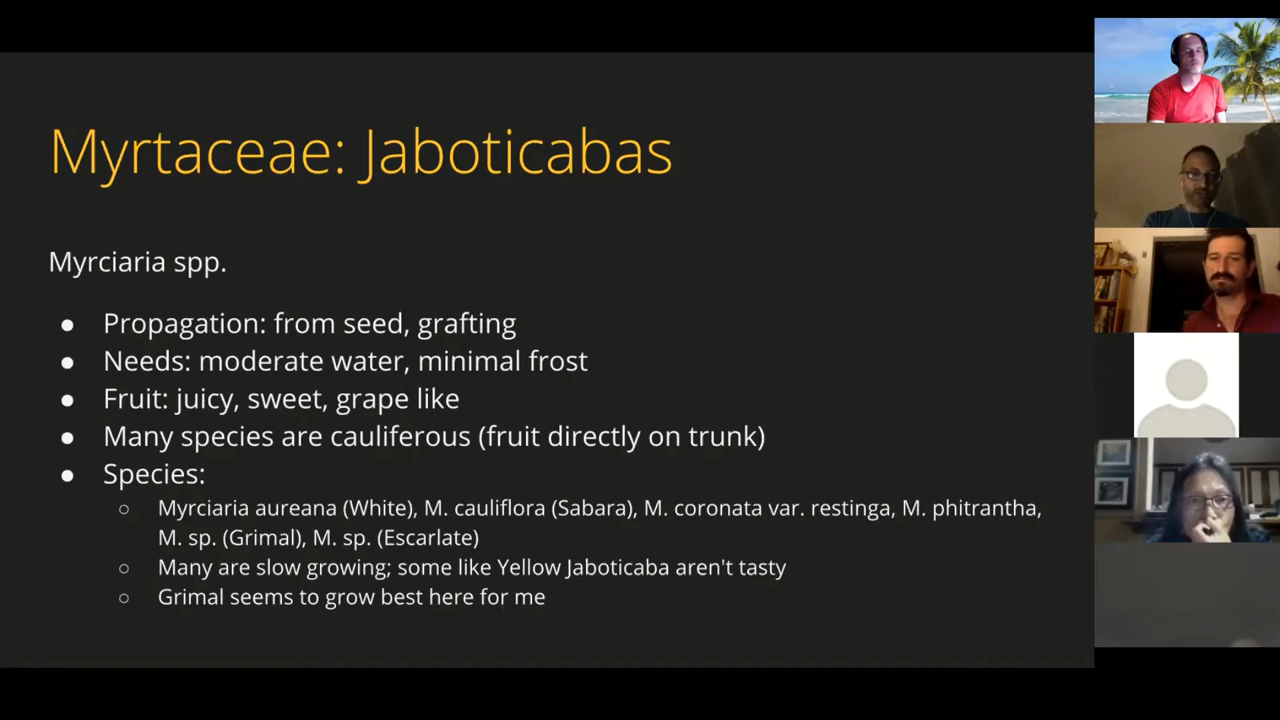 Myrtaceae: Jaboticabas
Myrciaria spp.
● Propagation: from seed, grafting
● Needs: moderate water, minimal frost
● Fruit: juicy, sweet, grape like
● Many species are cauliferous (fruit directly on trunk)
● Species:
○ Myrciaria aureana (White), M. cauliflora (Sabara), M. coronata var. restinga, M. phitrantha,
M. sp. (Grimal), M. sp. (Escarlate)
○ Many are slow growing; some like Yellow Jaboticaba aren't tasty
○ Grimal seems to grow best here for me